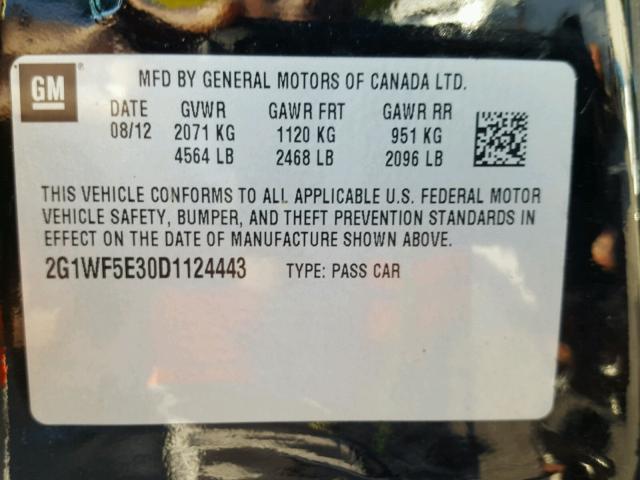 GM ® MFD BY GENERAL MOTORS OF CANADA LTD.
DATE GVWR GAWR FRT GAWR RR
08/12 2071 KG 1120 KG 951 KG
4564 LB 2468 LB 2096 LB
THIS VEHICLE CONFORMS TO ALL APPLICABLE U.S. FEDERAL MOTOR
VEHICLE SAFETY, BUMPER, AND THEFT PREVENTION STANDARDS IN
EFFECT ON THE DATE OF MANUFACTURE SHOWN ABOVE.
2G1WF5E30D1124443 TYPE: PASS CAR